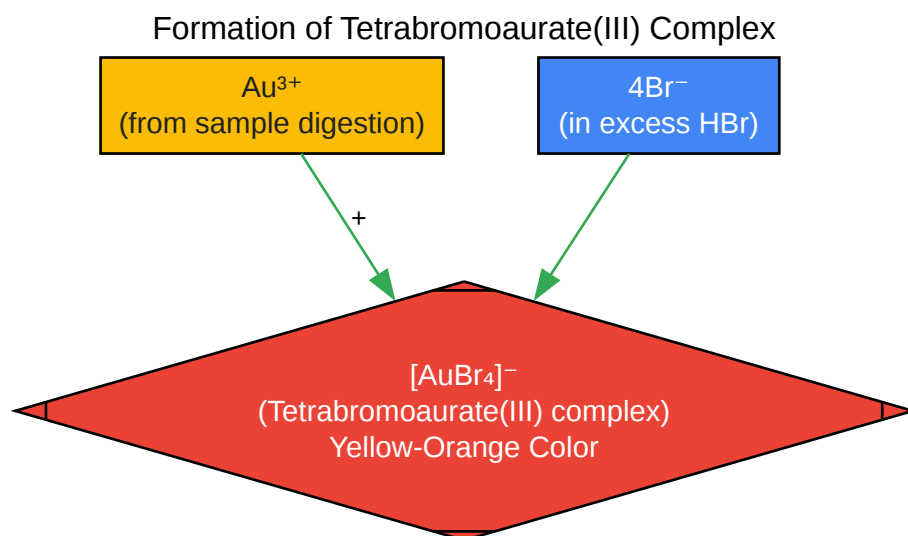 Formation of Tetrabromoaurate(III) Complex
Au³⁺
(from sample digestion)
4Br⁻
(in excess HBr)
+
[AuBr₄]⁻
(Tetrabromoaurate(III) complex)
Yellow-Orange Color